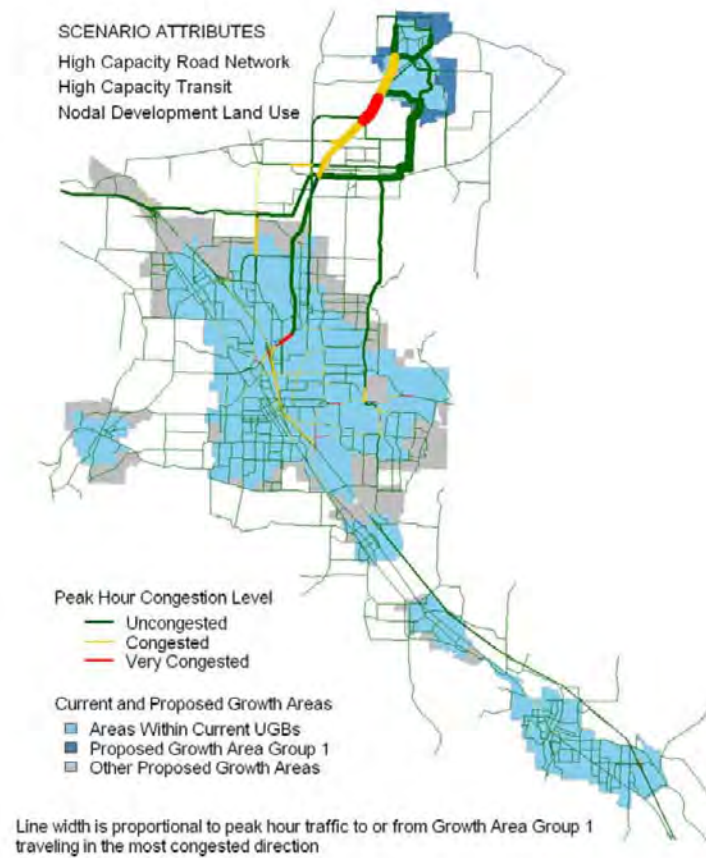 SCENARIO ATTRIBUTES
High Capacity Road Network
High Capacity Transit
Nodal Development Land Use
Peak Hour Congestion Level
Uncongested
Congested
Very Congested
Current and Proposed Growth Areas
Areas Within Current UGBs
Proposed Growth Area Group 1
Other Proposed Growth Areas
Line width is proportional to peak hour traffic to or from Growth Area Group 1
traveling in the most congested direction